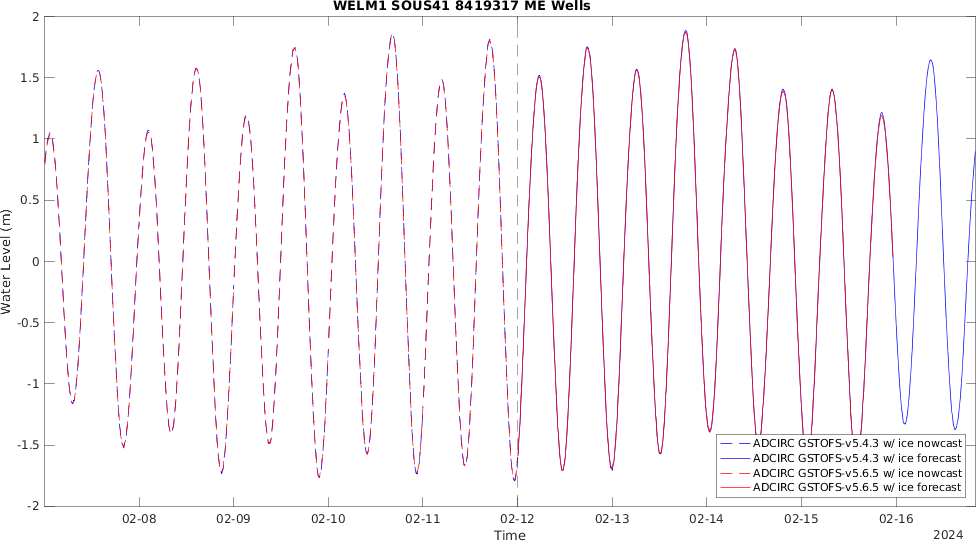 WELM1 SOUS41 8419317 ME Wells
2
1.5
1
0.5
0
-0.5
-1
-1.5
-2
Water Level (m)
ADCIRC GSTOFS-v5.4.3 w/ ice nowcast
ADCIRC GSTOFS-v5.4.3 w/ ice forecast
ADCIRC GSTOFS-v5.6.5 w/ ice nowcast
ADCIRC GSTOFS-v5.6.5 w/ ice forecast
02-08 02-09 02-10 02-11 02-12 02-13 02-14 02-15 02-16
Time
2024